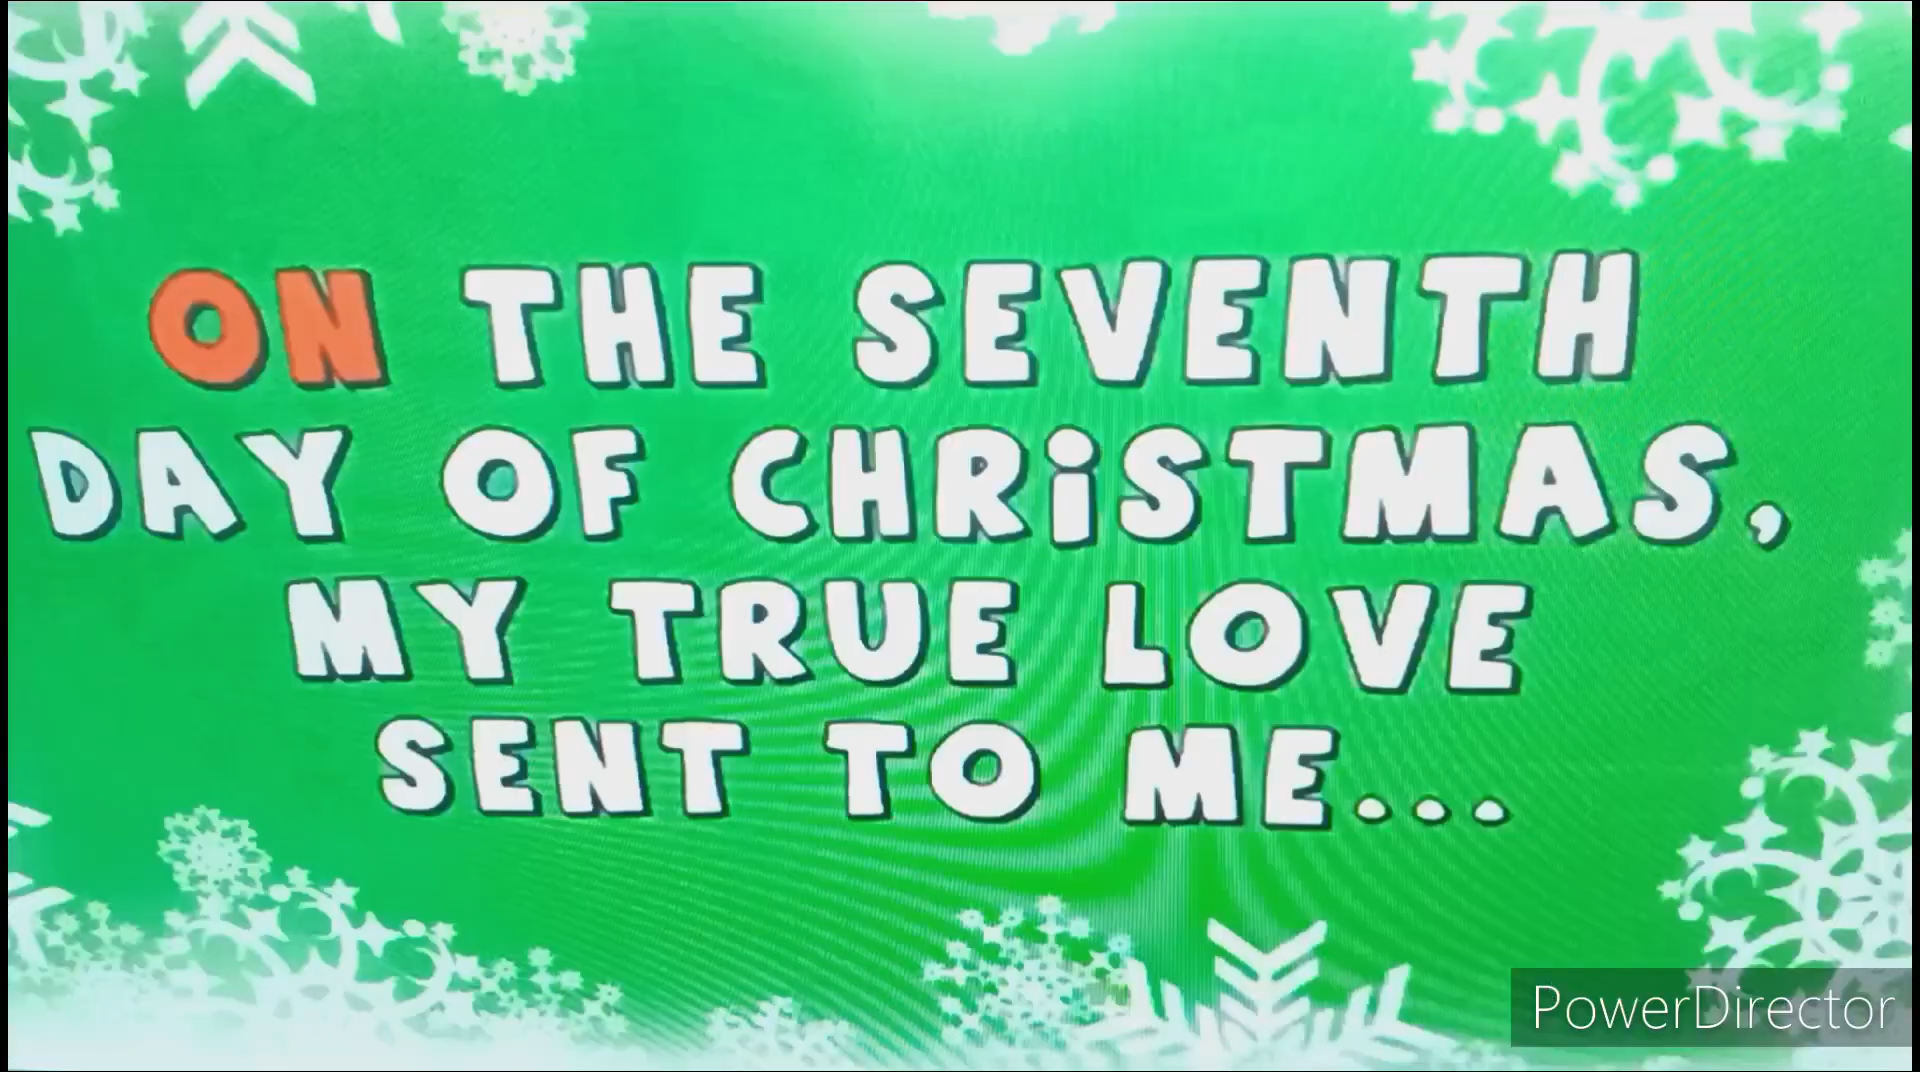 ON THE SEVENTH
DAY OF CHRiSTMAS,
MY TRUE LOVE
SENT TO ME...
PowerDirector